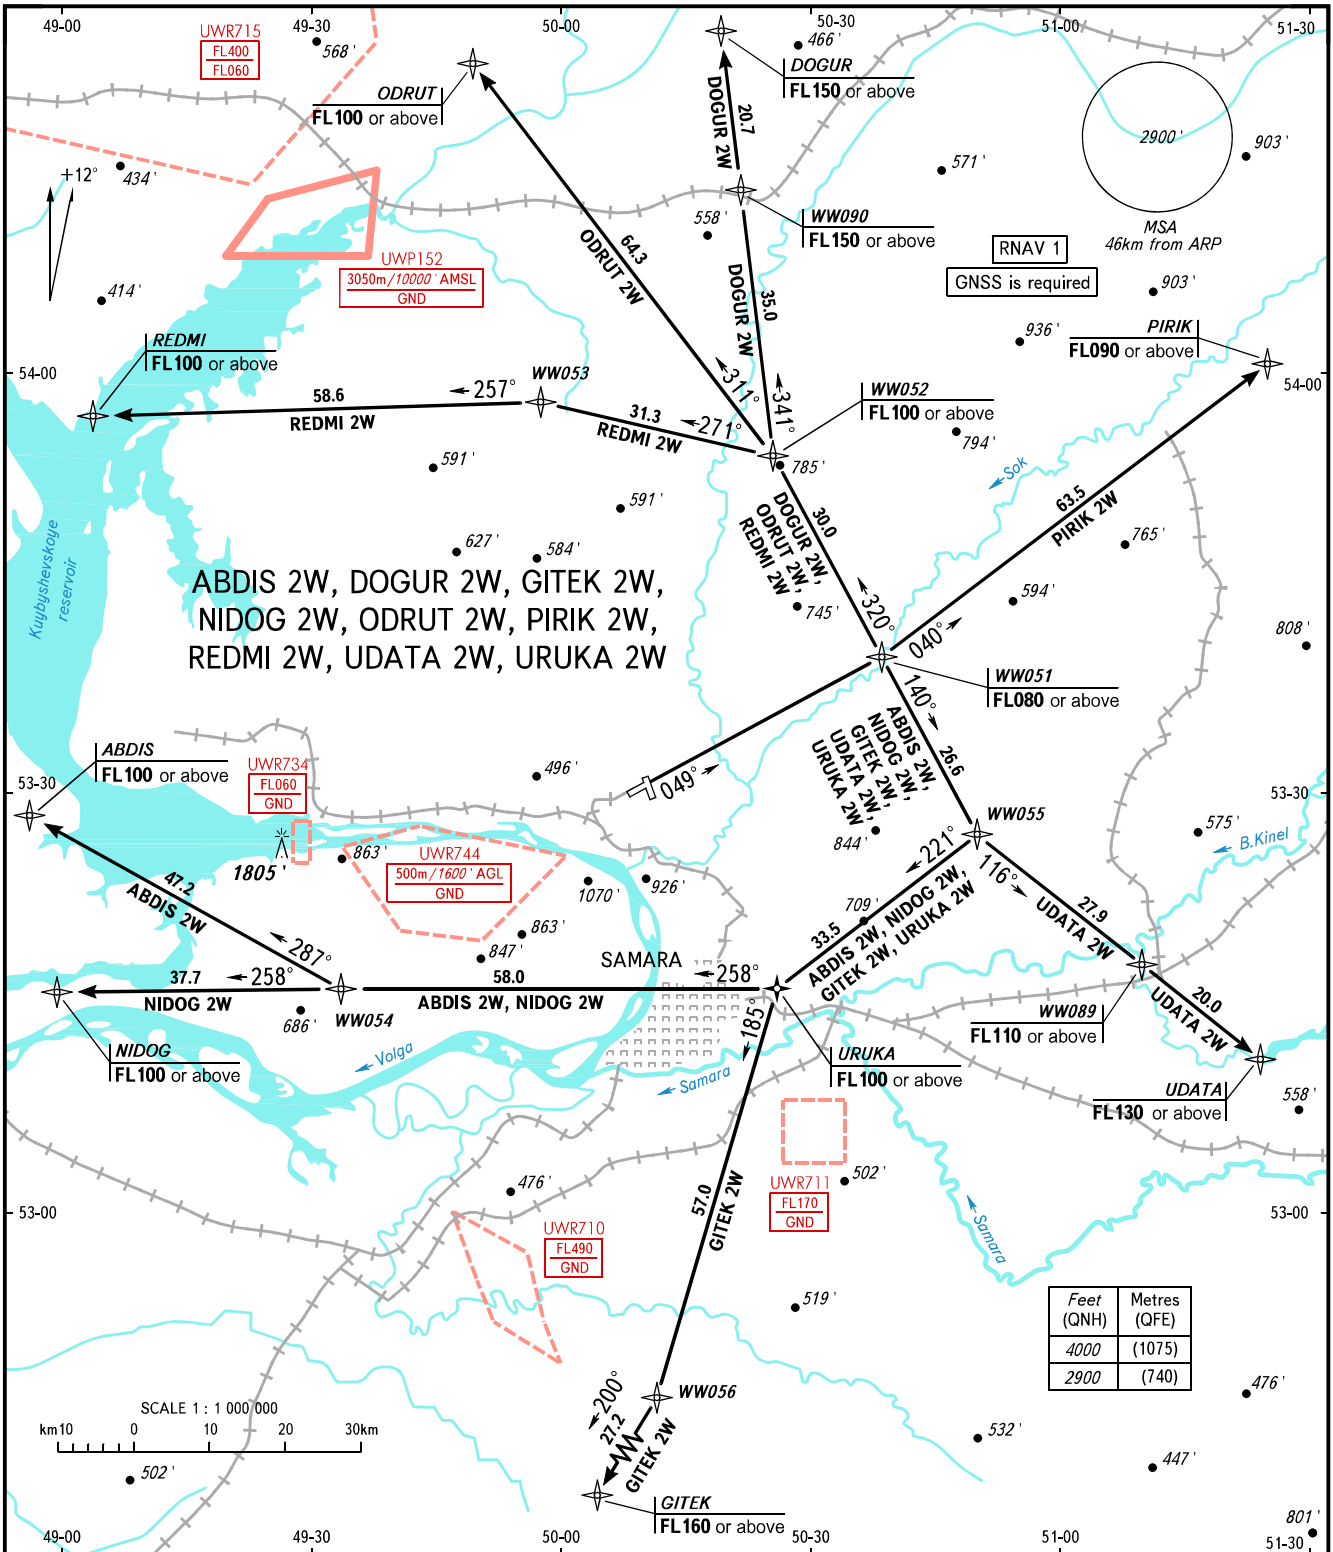 49-00
49-30
50-00
50-30
51-00
51-30
UWR715
FL400
FL060
568'
466'
DOGUR
FL150 or above
ODRUT
FL100 or above
20.7
DOGUR 2W
2900'
903'
MSA
46km from ARP
571'
434'
+12°
558'
WW090
FL150 or above
RNAV 1
GNSS is required
64.3
ODRUT 2W
UWP152
3050m/10000' AMSL
GND
35.0
DOGUR 2W
903'
414'
936'
PIRIK
FL090 or above
REDMI
FL100 or above
54-00
54-00
WW053
257°
58.6
REDMI 2W
31.3
REDMI 2W
271°
311°
341°
WW052
FL100 or above
794'
785'
591'
591'
Sok
63.5
PIRIK 2W
765'
627'
584'
30.0
DOGUR 2W,
ODRUT 2W,
REDMI 2W
745'
594'
808'
Kuybyshevskoye
reservoir
ABDIS 2W, DOGUR 2W, GITEK 2W,
NIDOG 2W, ODRUT 2W, PIRIK 2W,
REDMI 2W, UDATA 2W, URUKA 2W
320°
040°
WW051
FL080 or above
140°
ABDIS 2W,
NIDOG 2W,
GITEK 2W,
UDATA 2W,
URUKA 2W
26.6
ABDIS
FL100 or above
UWR734
FL060
GND
53-30
53-30
496'
049°
WW055
844'
575'
B.Kinel
1805'
863'
UWR744
500m/1600' AGL
GND
1070'
926'
221°
116°
709'
27.9
UDATA 2W
47.2
ABDIS 2W
863'
847'
33.5
ABDIS 2W, NIDOG 2W,
GITEK 2W, URUKA 2W
SAMARA
287°
258°
37.7
NIDOG 2W
258°
58.0
ABDIS 2W, NIDOG 2W
WW054
686'
185°
WW089
FL110 or above
20.0
UDATA 2W
NIDOG
FL100 or above
Volga
Samara
URUKA
FL100 or above
UDATA
FL130 or above
558'
476'
UWR711
FL170
GND
502'
57.0
GITEK 2W
53-00
53-00
UWR710
FL490
GND
Samara
519'
Feet
(QNH)
Metres
(QFE)
4000
(1075)
2900
(740)
WW056
200°
27.2
GITEK 2W
476'
SCALE 1 : 1 000 000
km10
0
10
20
30km
532'
447'
502'
GITEK
FL160 or above
801'
49-00
49-30
50-00
50-30
51-00
51-30